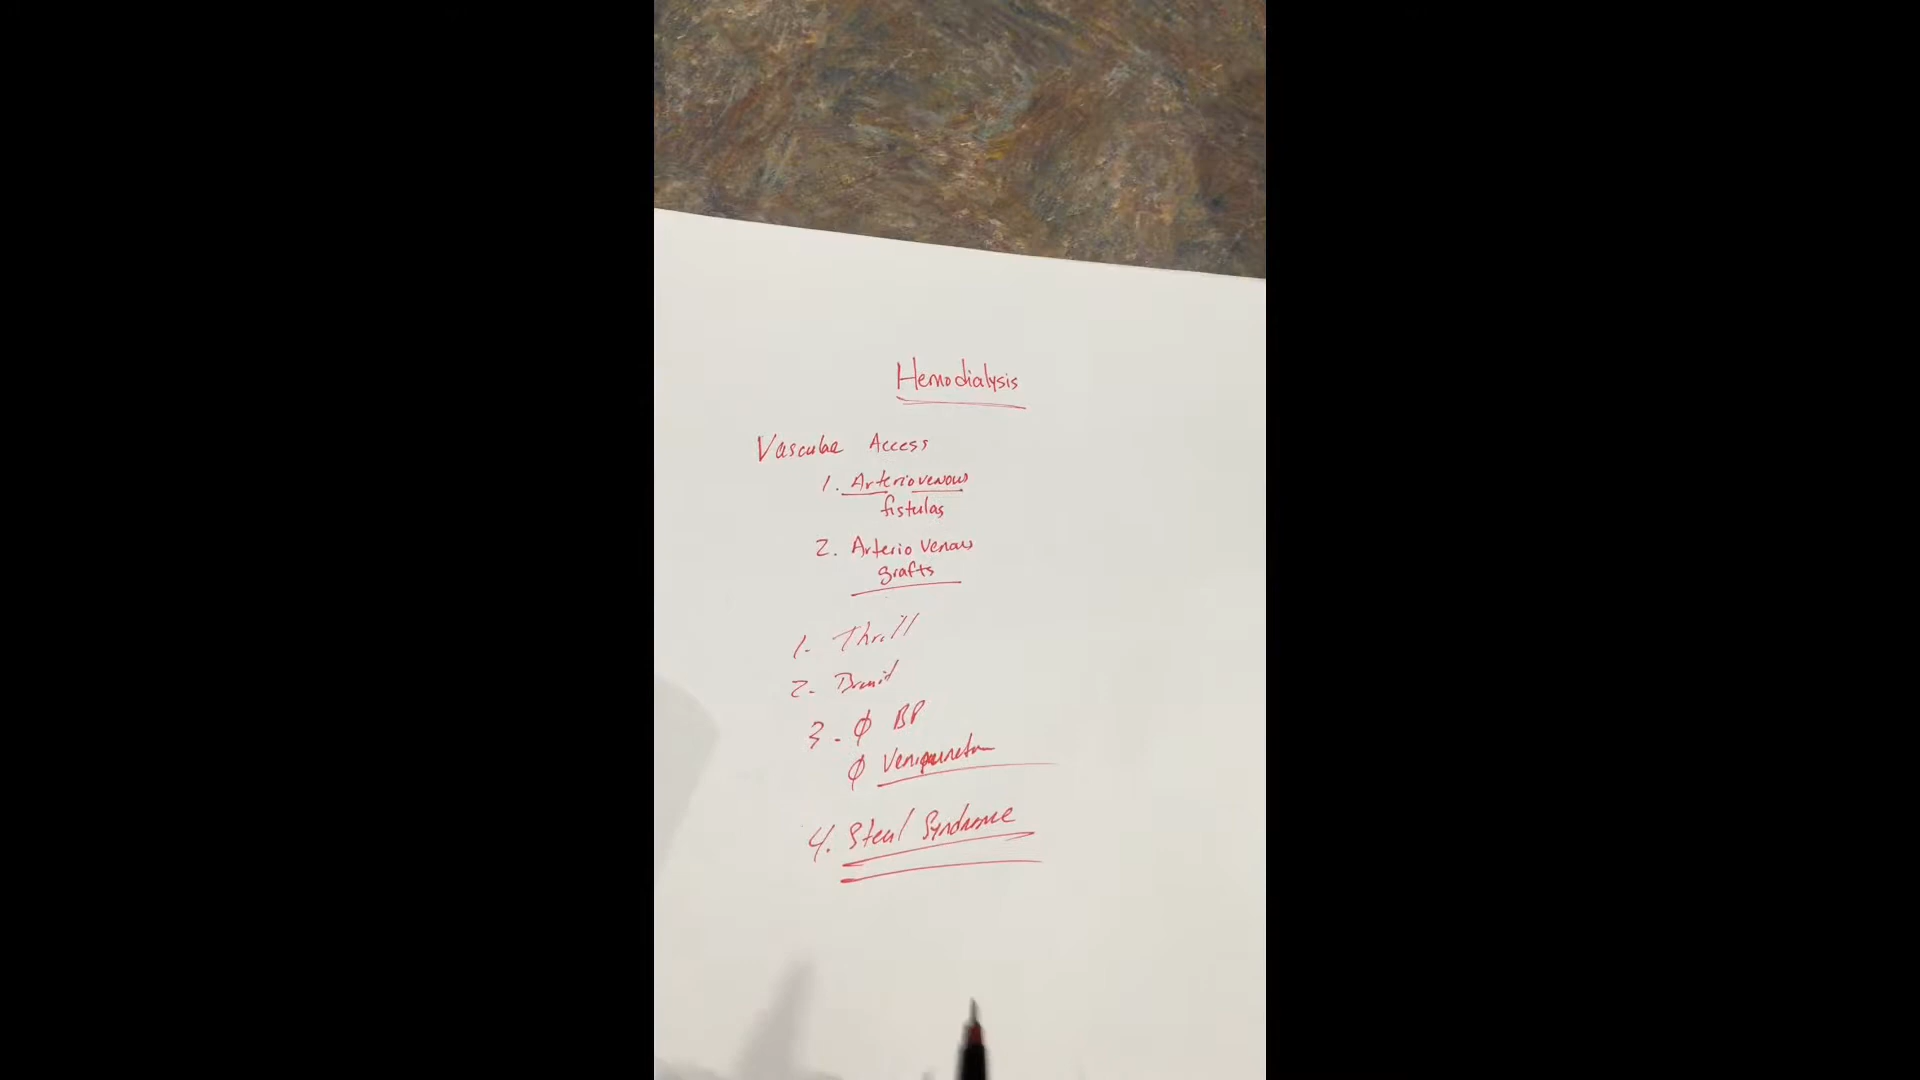 Hemodialysis
Vascular Access
1. Arteriovenous
fistulas
2. Arterio Venous
grafts
1. Thrill
2. Bruit
3. Ø BP
Ø Venipuncture
4. Steal Syndrome